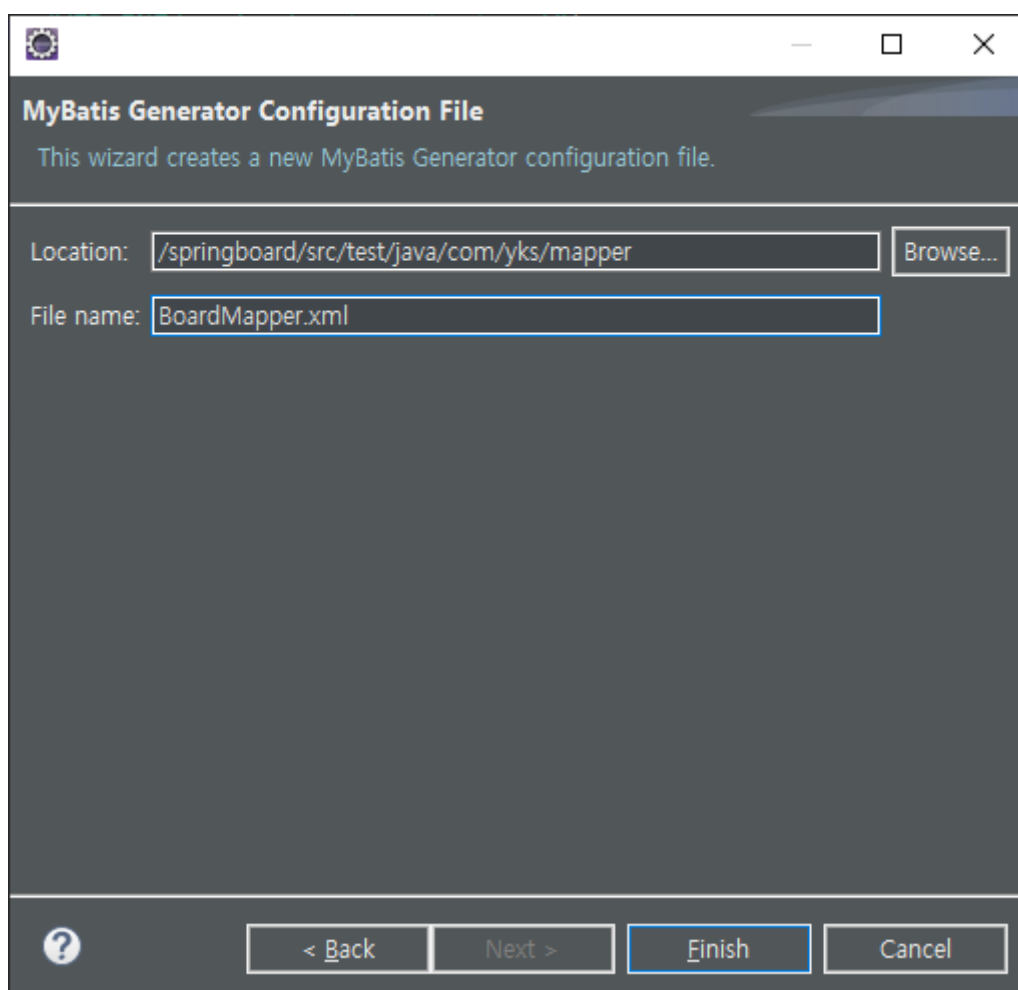 MyBatis Generator Configuration File
This wizard creates a new MyBatis Generator configuration file.
Location: /springboard/src/test/java/com/yks/mapper Browse...
File name: BoardMapper.xml
? < Back Next > Finish Cancel